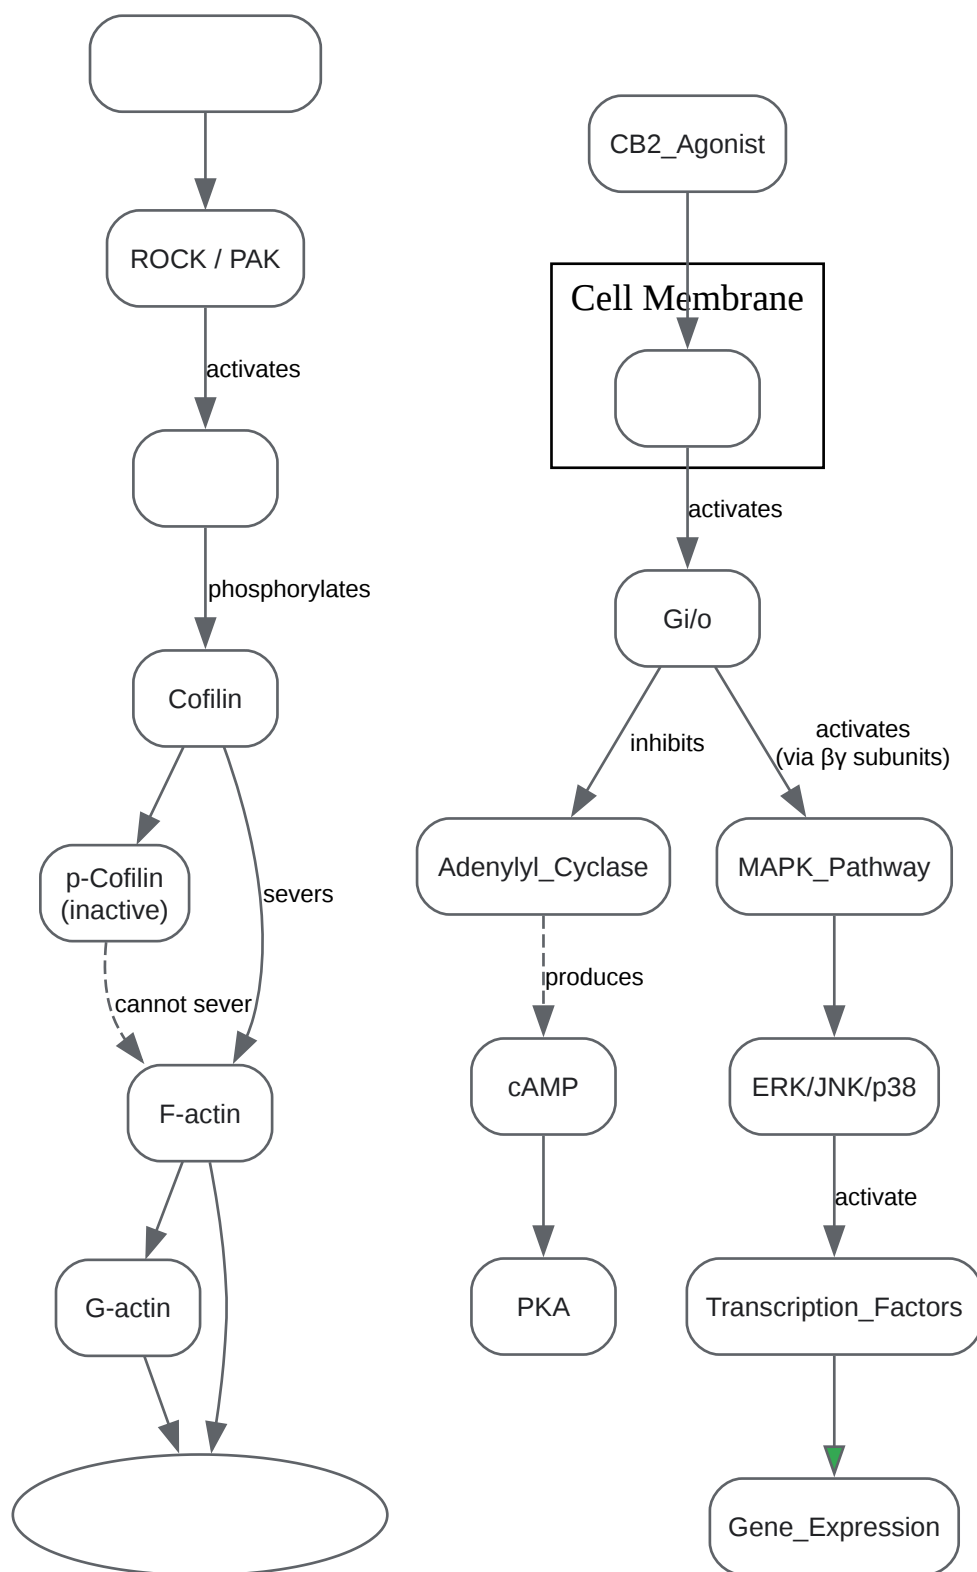 ROCK / PAK
activates
phosphorylates
Cofilin
p-Cofilin
(inactive)
severs
cannot sever
F-actin
G-actin
CB2_Agonist
Cell Membrane
activates
Gi/o
inhibits
activates
(via βγ subunits)
Adenylyl_Cyclase
MAPK_Pathway
produces
cAMP
ERK/JNK/p38
activate
PKA
Transcription_Factors
Gene_Expression